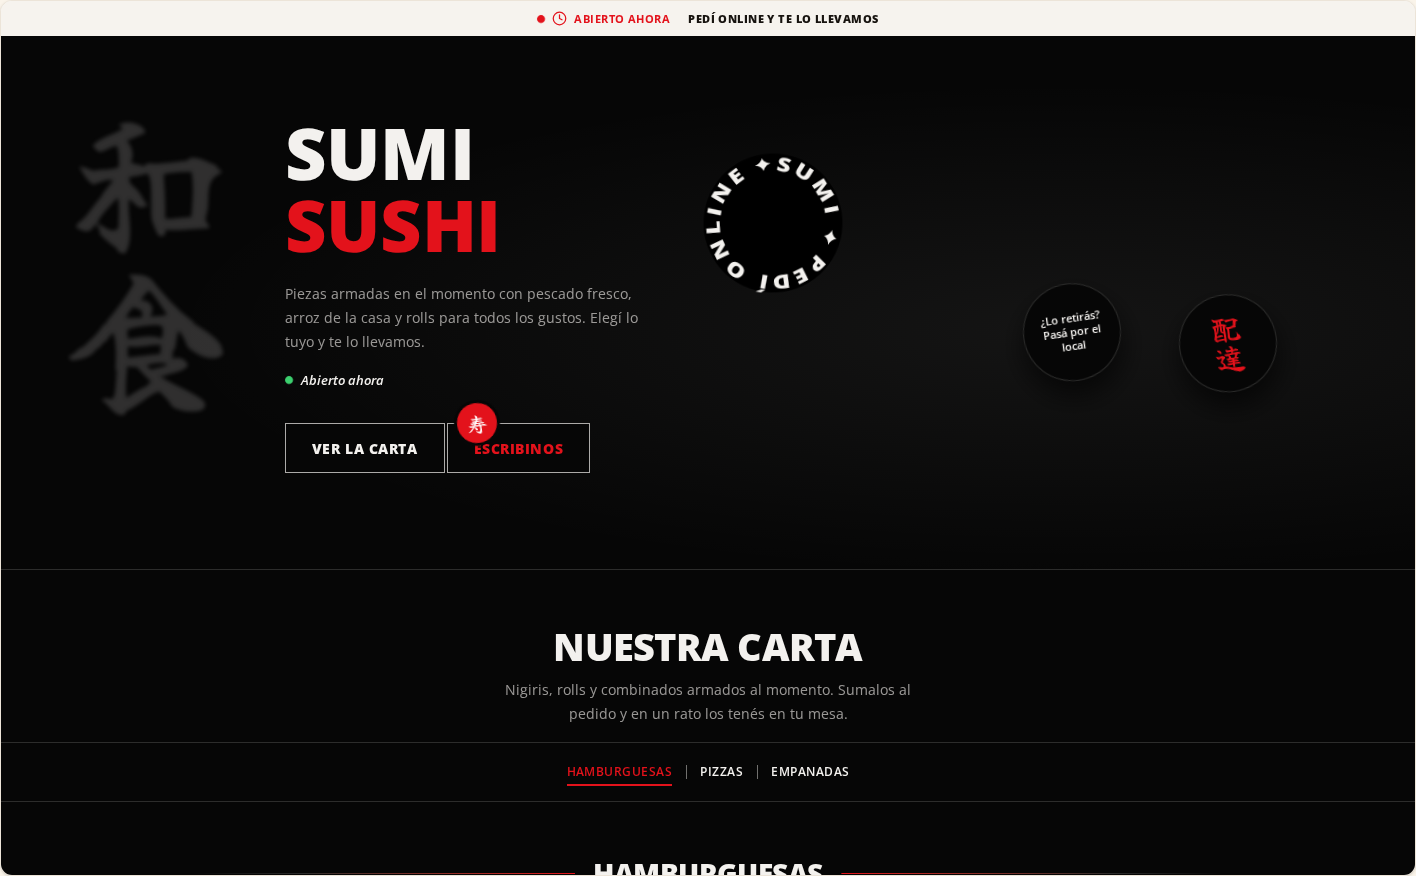 ABIERTO AHORA PEDÍ ONLINE Y TE LO LLEVAMOS
和
食
SUMI
SUSHI
Piezas armadas en el momento con pescado fresco,
arroz de la casa y rolls para todos los gustos. Elegí lo
tuyo y te lo llevamos.
Abierto ahora
VER LA CARTA
寿
ESCRIBINOS
SUMI ✦ PEDÍ ONLINE ✦
¿Lo retirás?
Pasá por el
local
配
達
NUESTRA CARTA
Nigiris, rolls y combinados armados al momento. Sumalos al
pedido y en un rato los tenés en tu mesa.
HAMBURGUESAS | PIZZAS | EMPANADAS
HAMBURGUESAS